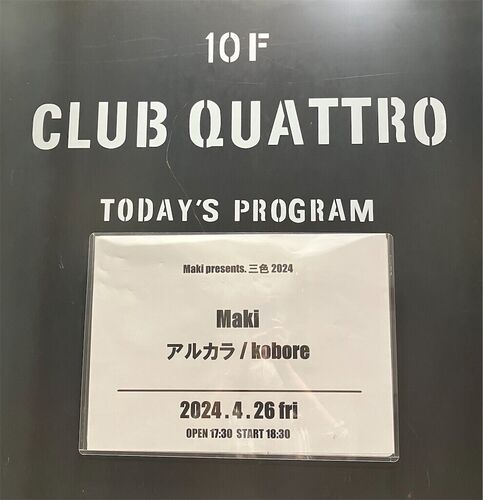 10F
CLUB QUATTRO
TODAY'S PROGRAM
Maki presents. 三色 2024
Maki
アルカラ / kobore
2024 . 4 . 26 fri
OPEN 17:30 START 18:30